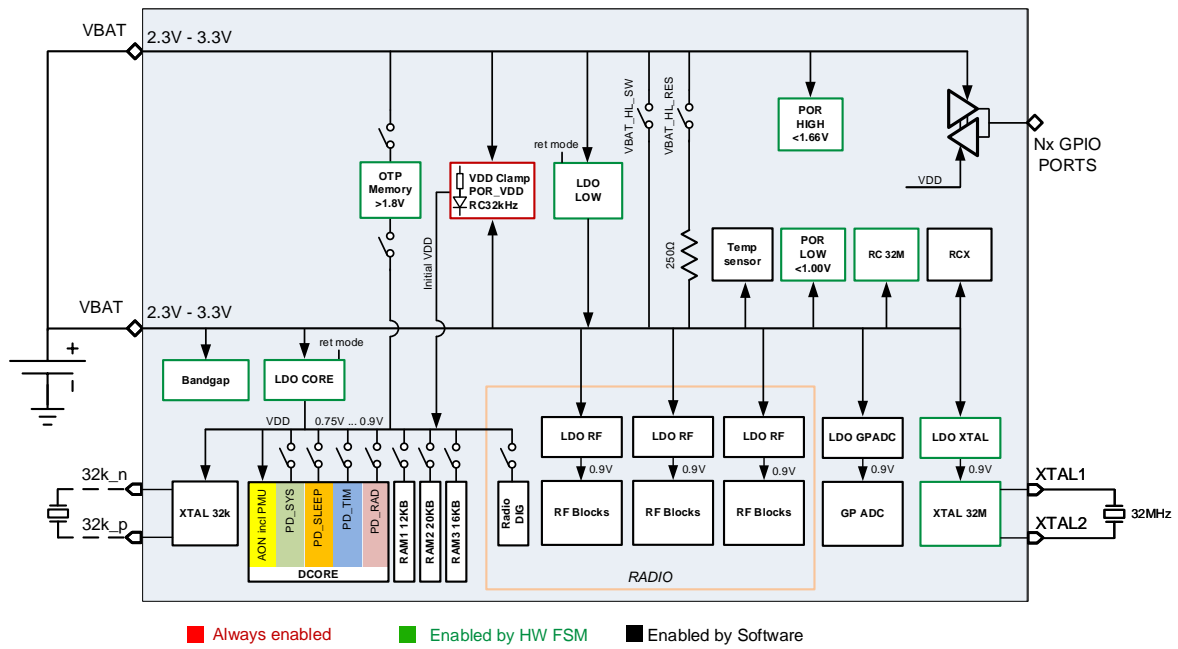 VBAT
2.3V - 3.3V
VBAT_HL_SW
VBAT_HL_RES
POR
HIGH
<1.66V
Nx GPIO
PORTS
VDD
ret mode
OTP
Memory
>1.8V
VDD Clamp
POR_VDD
RC32kHz
LDO
LOW
Initial VDD
250Ω
Temp
sensor
POR
LOW
<1.00V
RC 32M
RCX
VBAT
2.3V - 3.3V
+
ret mode
Bandgap
LDO CORE
VDD
0.75V ... 0.9V
LDO RF
LDO RF
LDO RF
LDO GPADC
LDO XTAL
0.9V
0.9V
0.9V
0.9V
0.9V
32k_n
32k_p
XTAL 32k
AON incl PMU
PD_SYS
PD_SLEEP
PD_TIM
PD_RAD
DCORE
RAM1 12KB
RAM2 20KB
RAM3 16KB
Radio
DIG
RF Blocks
RF Blocks
RF Blocks
GP ADC
XTAL 32M
XTAL1
XTAL2
32MHz
RADIO
Always enabled
Enabled by HW FSM
Enabled by Software